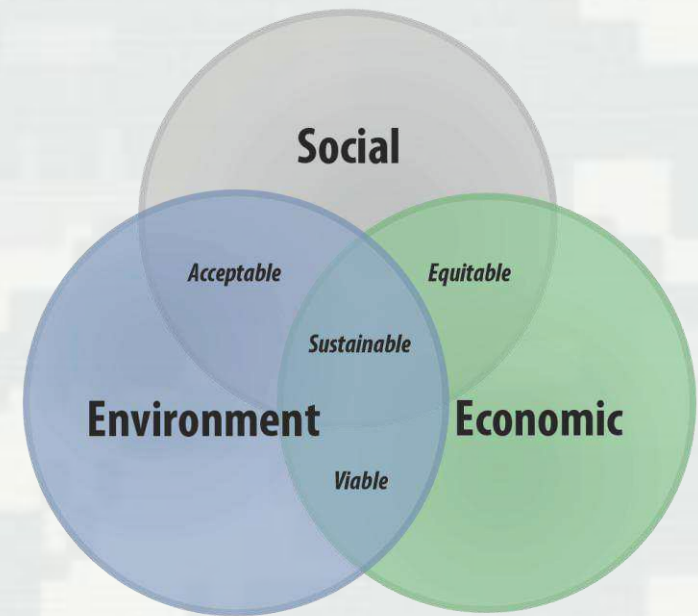 Social
Acceptable
Equitable
Sustainable
Environment
Economic
Viable